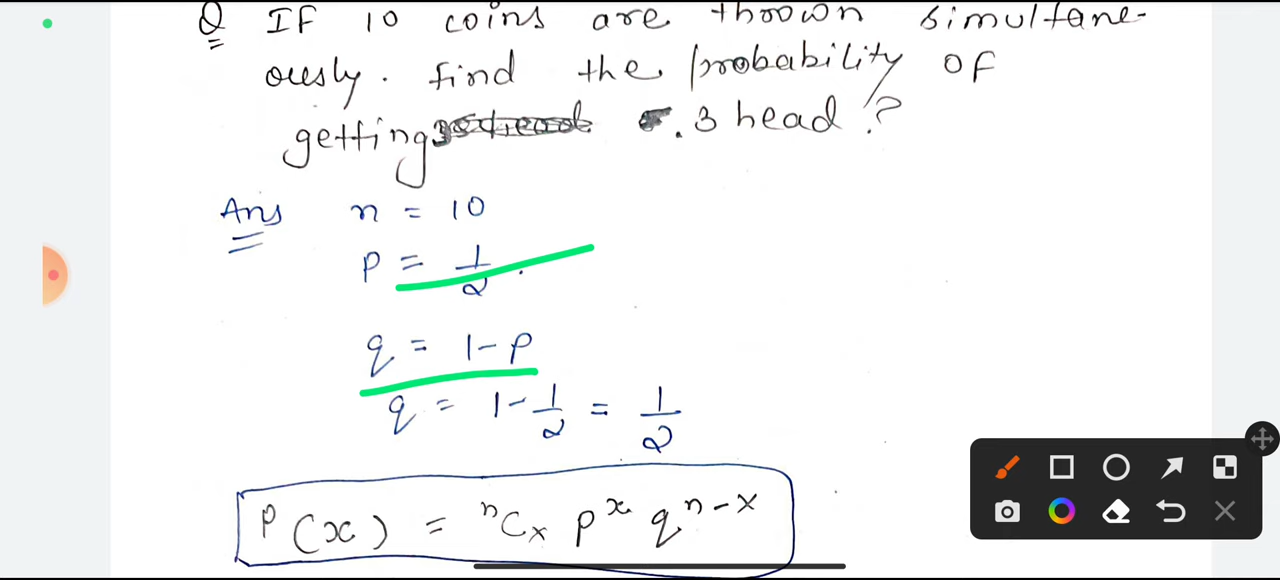 Q IF 10 coins are thrown simultane-
ously. find the probability of
getting 3 head?
Ans n = 10
p = 1/2.
q = 1-p
q = 1-1/2 = 1/2
P(x) = ⁿCₓ pˣ qⁿ⁻ˣ